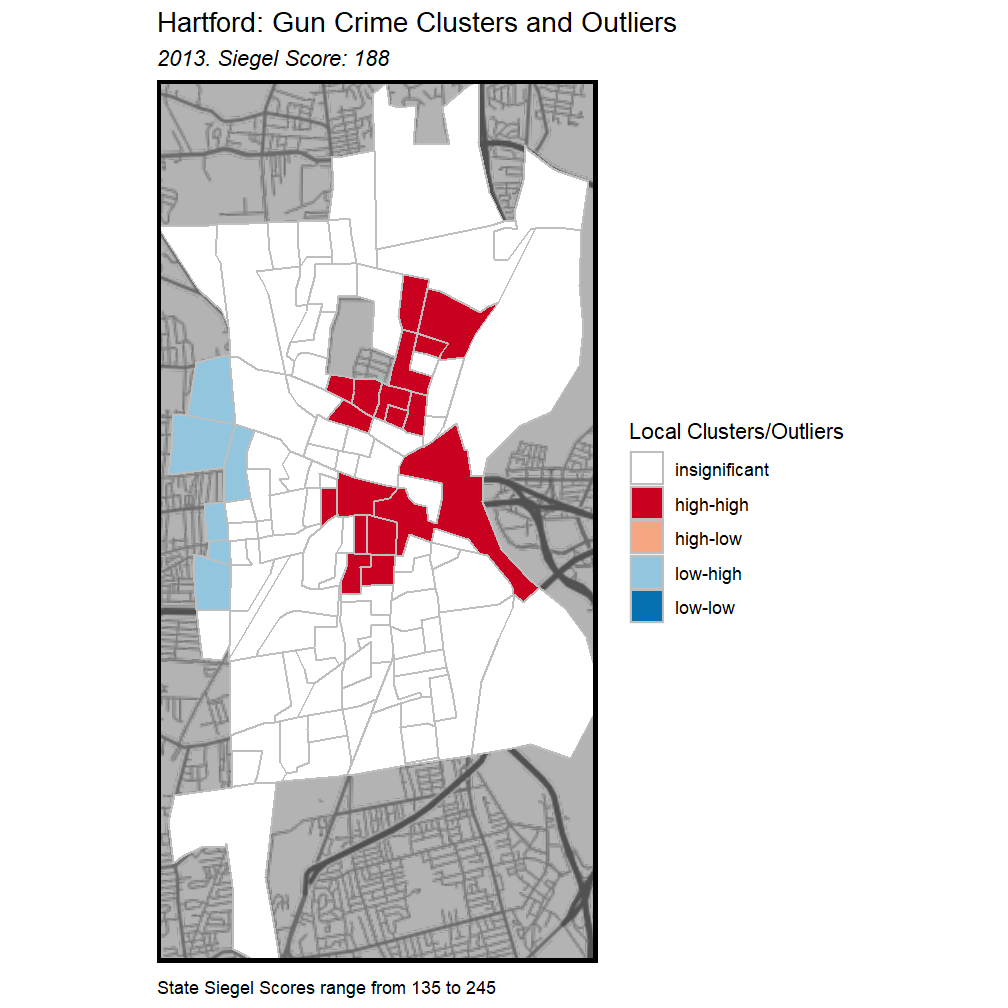 Hartford: Gun Crime Clusters and Outliers
2013. Siegel Score: 188
Local Clusters/Outliers
insignificant
high-high
high-low
low-high
low-low
State Siegel Scores range from 135 to 245